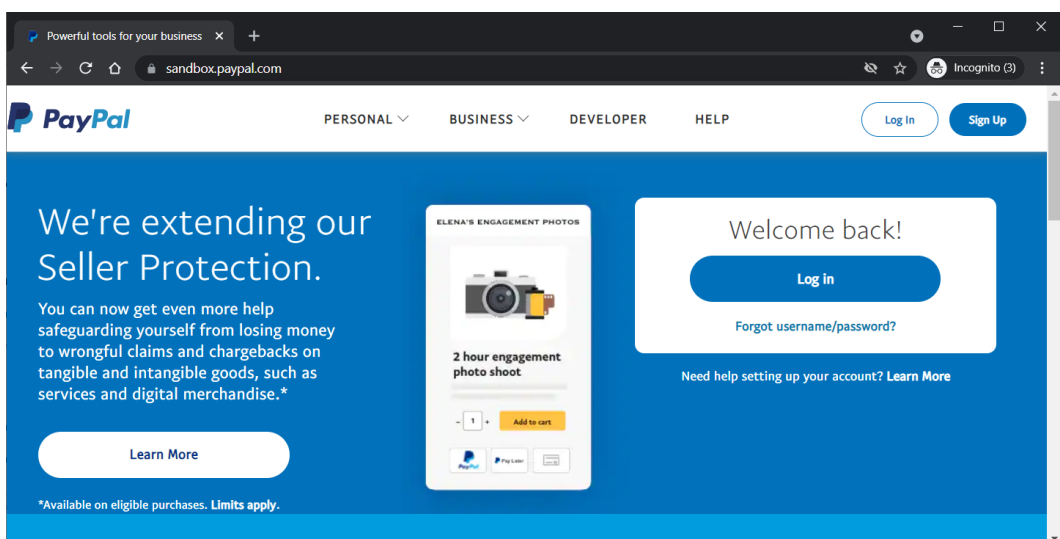 Powerful tools for your business
sandbox.paypal.com
Incognito (3)
PayPal
PERSONAL
BUSINESS
DEVELOPER
HELP
Log In
Sign Up
We're extending our
Seller Protection.
You can now get even more help
safeguarding yourself from losing money
to wrongful claims and chargebacks on
tangible and intangible goods, such as
services and digital merchandise.*
Learn More
*Available on eligible purchases. Limits apply.
ELENA'S ENGAGEMENT PHOTOS
2 hour engagement
photo shoot
- 1 +
Add to cart
PayPal
Pay Later
Welcome back!
Log in
Forgot username/password?
Need help setting up your account? Learn More